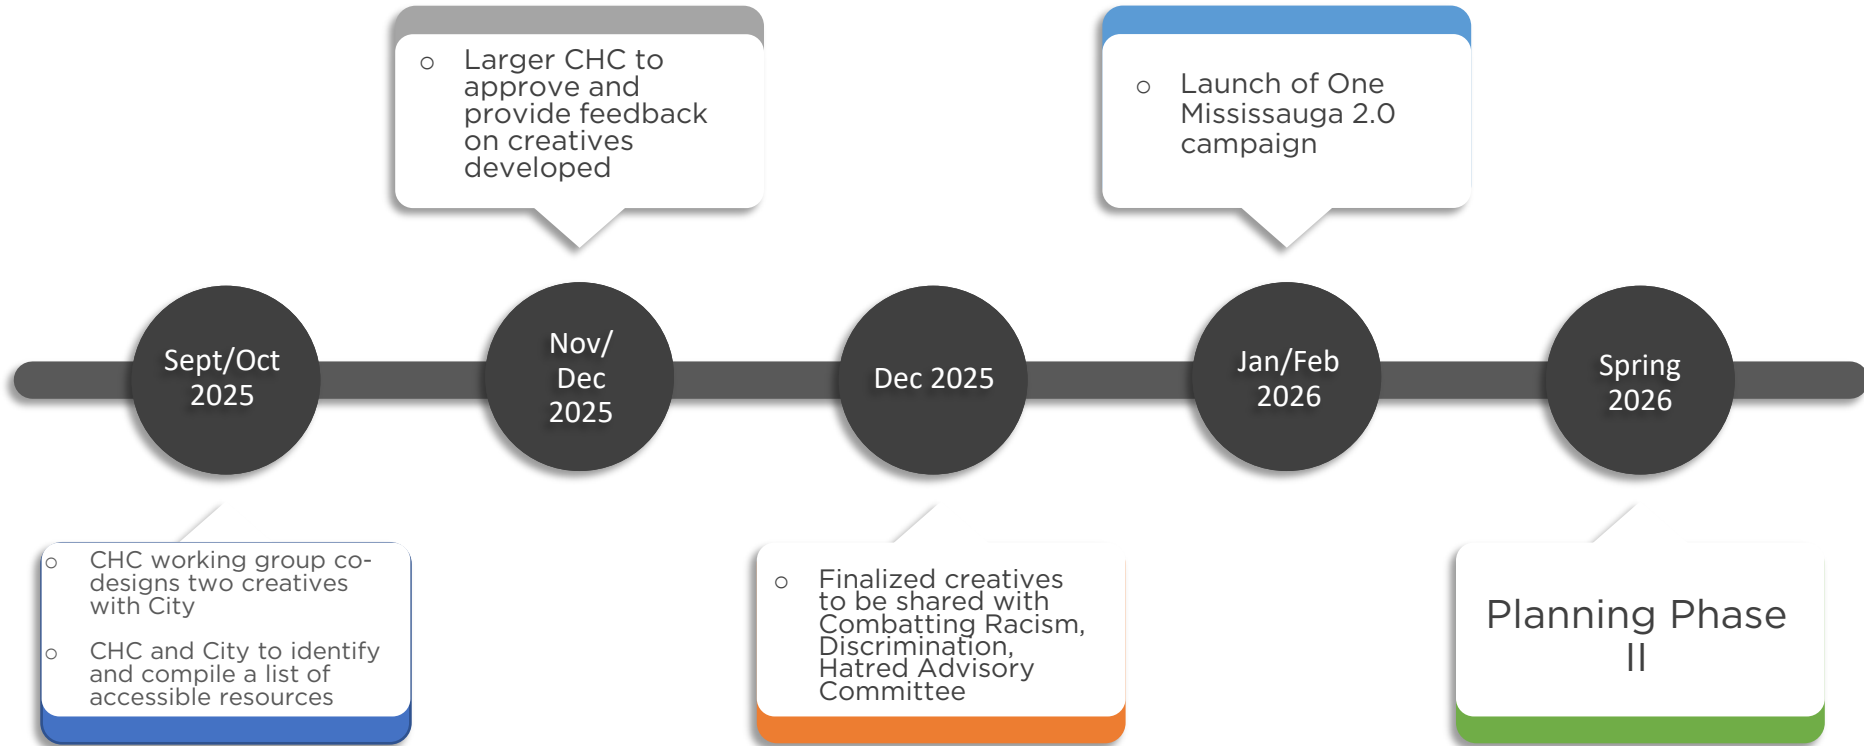 ○ Larger CHC to
approve and
provide feedback
on creatives
developed
○ Launch of One
Mississauga 2.0
campaign
Sept/Oct
2025
Nov/
Dec
2025
Dec 2025
Jan/Feb
2026
Spring
2026
○ CHC working group co-
designs two creatives
with City
○ CHC and City to identify
and compile a list of
accessible resources
○ Finalized creatives
to be shared with
Combatting Racism,
Discrimination,
Hatred Advisory
Committee
Planning Phase
II